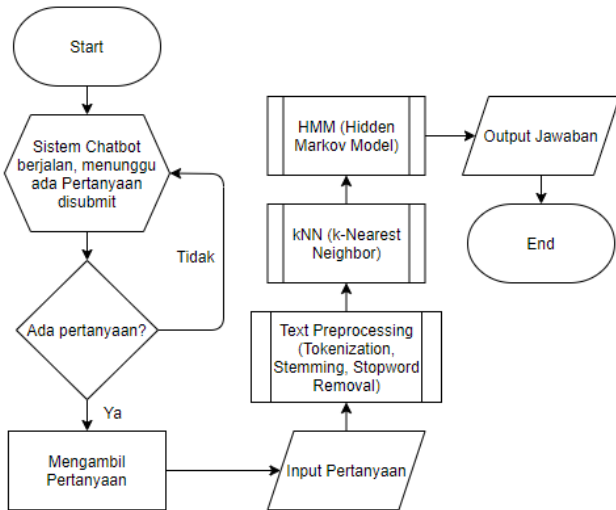 Start
Sistem Chatbot
berjalan, menunggu
ada Pertanyaan
disubmit
Tidak
Ada pertanyaan?
Ya
Mengambil
Pertanyaan
Input Pertanyaan
Text Preprocessing
(Tokenization,
Stemming, Stopword
Removal)
kNN (k-Nearest
Neighbor)
HMM (Hidden
Markov Model)
Output Jawaban
End